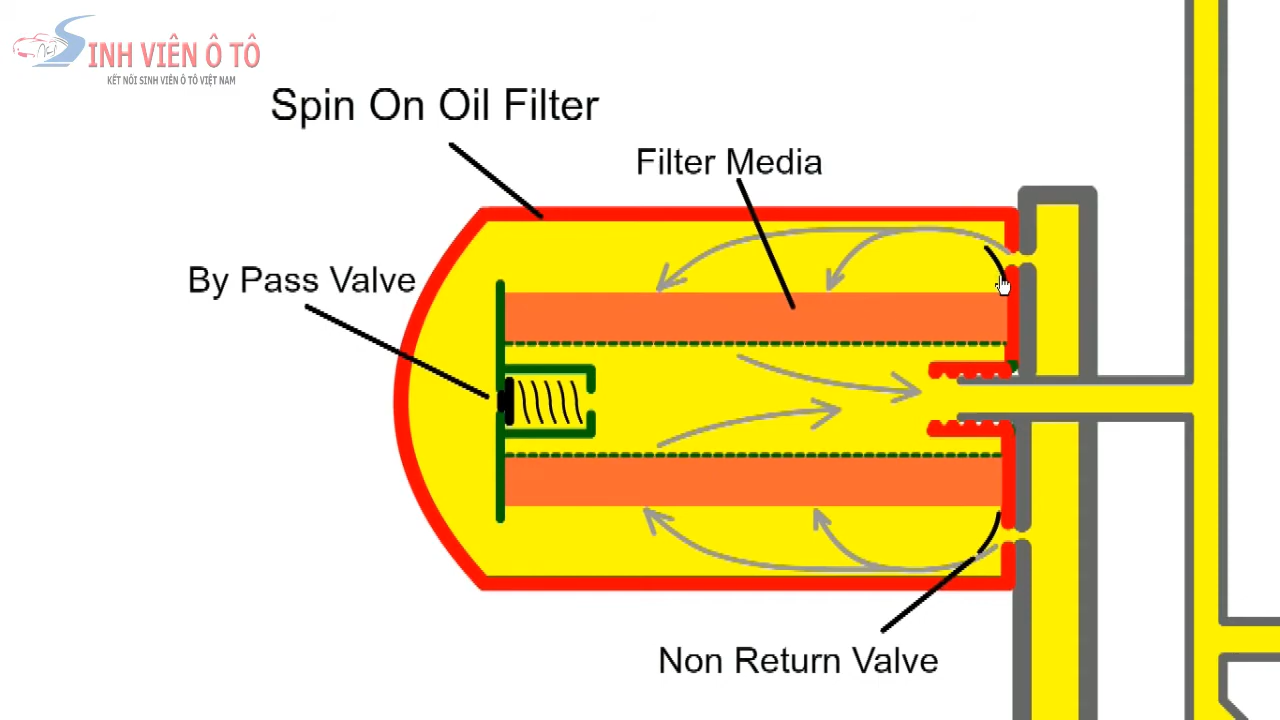 SINH VIÊN Ô TÔ
KẾT NỐI SINH VIÊN Ô TÔ VIỆT NAM
Spin On Oil Filter
Filter Media
By Pass Valve
Non Return Valve